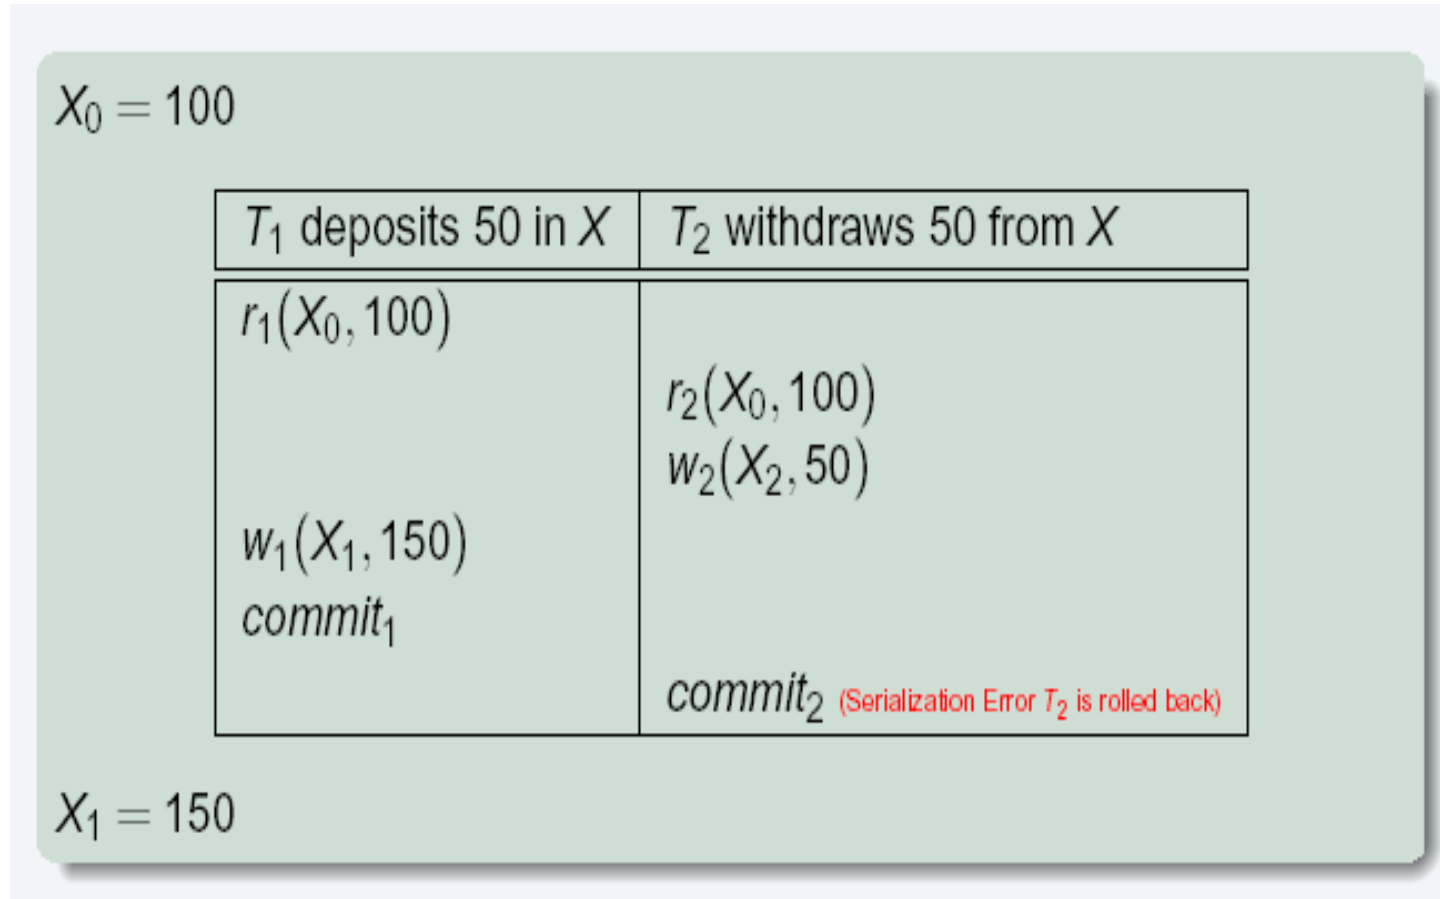 X₀ = 100
T₁ deposits 50 in X T₂ withdraws 50 from X
r₁(X₀, 100)
r₂(X₀, 100)
w₂(X₂, 50)
w₁(X₁, 150)
commit₁
commit₂ (Serialization Error T₂ is rolled back)
X₁ = 150